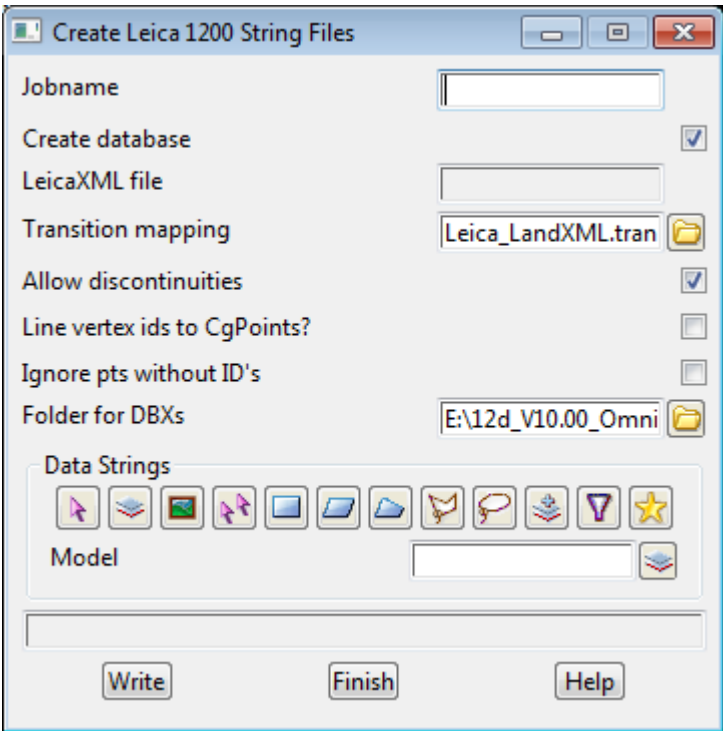 Create Leica 1200 String Files
Jobname
Create database
LeicaXML file
Transition mapping Leica_LandXML.tran
Allow discontinuities
Line vertex ids to CgPoints?
Ignore pts without ID's
Folder for DBXs E:\12d_V10.00_Omni
Data Strings
Model
Write Finish Help